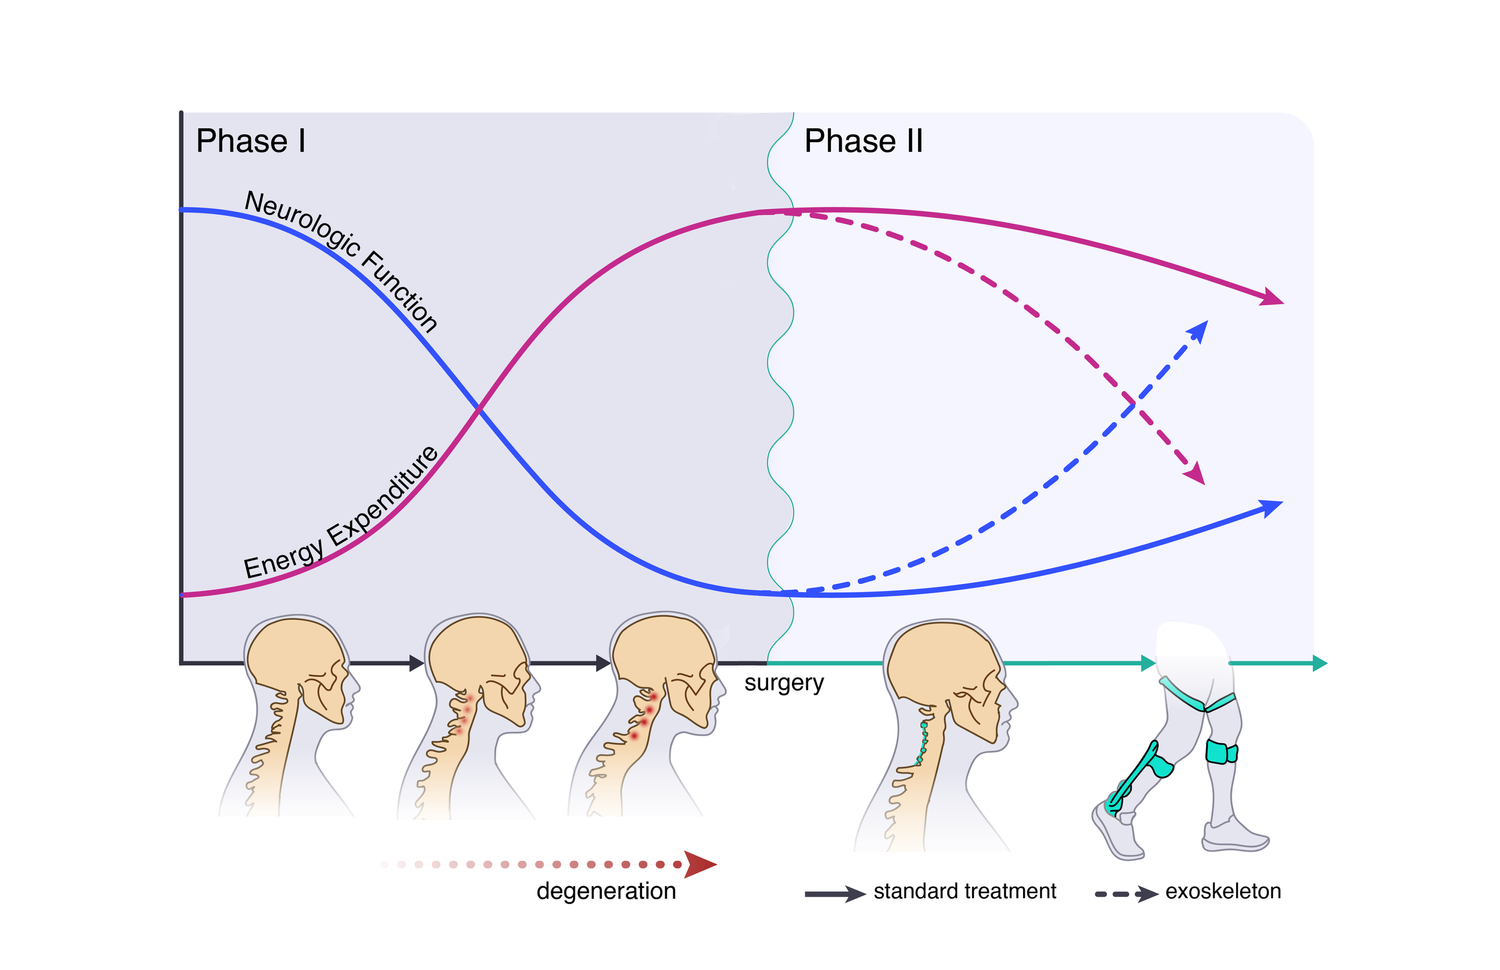 Phase I
Phase II
Neurologic Function
Energy Expenditure
surgery
degeneration
standard treatment
exoskeleton